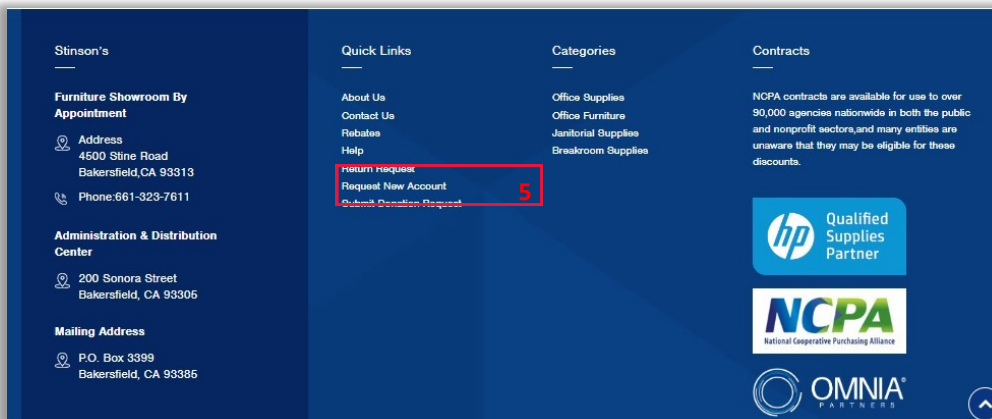 Stinson's
Furniture Showroom By
Appointment
Address
4500 Stine Road
Bakersfield,CA 93313
Phone:661-323-7611
Administration & Distribution
Center
200 Sonora Street
Bakersfield, CA 93305
Mailing Address
P.O. Box 3399
Bakersfield, CA 93385
Quick Links
About Us
Contact Us
Rebates
Help
Return Request
Request New Account
5
Submit Donation Request
Categories
Office Supplies
Office Furniture
Janitorial Supplies
Breakroom Supplies
Contracts
NCPA contracts are available for use to over
90,000 agencies nationwide in both the public
and nonprofit sectors,and many entities are
unaware that they may be eligible for these
discounts.
hp
Qualified
Supplies
Partner
NCPA
National Cooperative Purchasing Alliance
OMNIA®
PARTNERS